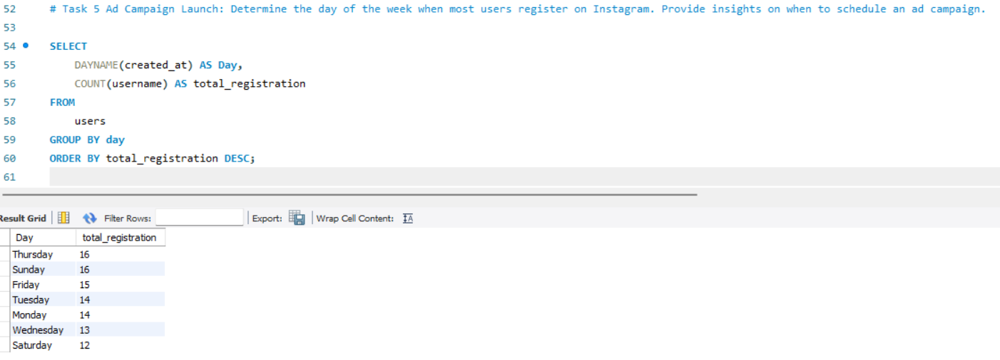 52 # Task 5 Ad Campaign Launch: Determine the day of the week when most users register on Instagram. Provide insights on when to schedule an ad campaign.
53
54 SELECT
55 DAYNAME(created_at) AS Day,
56 COUNT(username) AS total_registration
57 FROM
58 users
59 GROUP BY day
60 ORDER BY total_registration DESC;
61
Result Grid Filter Rows: Export: Wrap Cell Content: IA
Day total_registration
Thursday 16
Sunday 16
Friday 15
Tuesday 14
Monday 14
Wednesday 13
Saturday 12